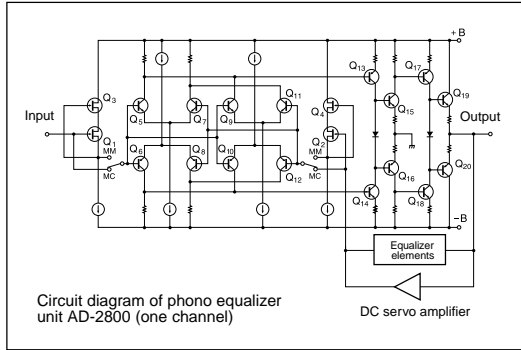 +B
Q13
Q17
Q3
Q11
Q19
Q5
Q7
Q9
Q4
Q15
Input
Output
Q1
Q2
MM
MM
Q6
Q8
Q10
Q20
MC
Q12
MC
Q16
Q14
Q18
−B
Equalizer
elements
Circuit diagram of phono equalizer
unit AD-2800 (one channel)
DC servo amplifier